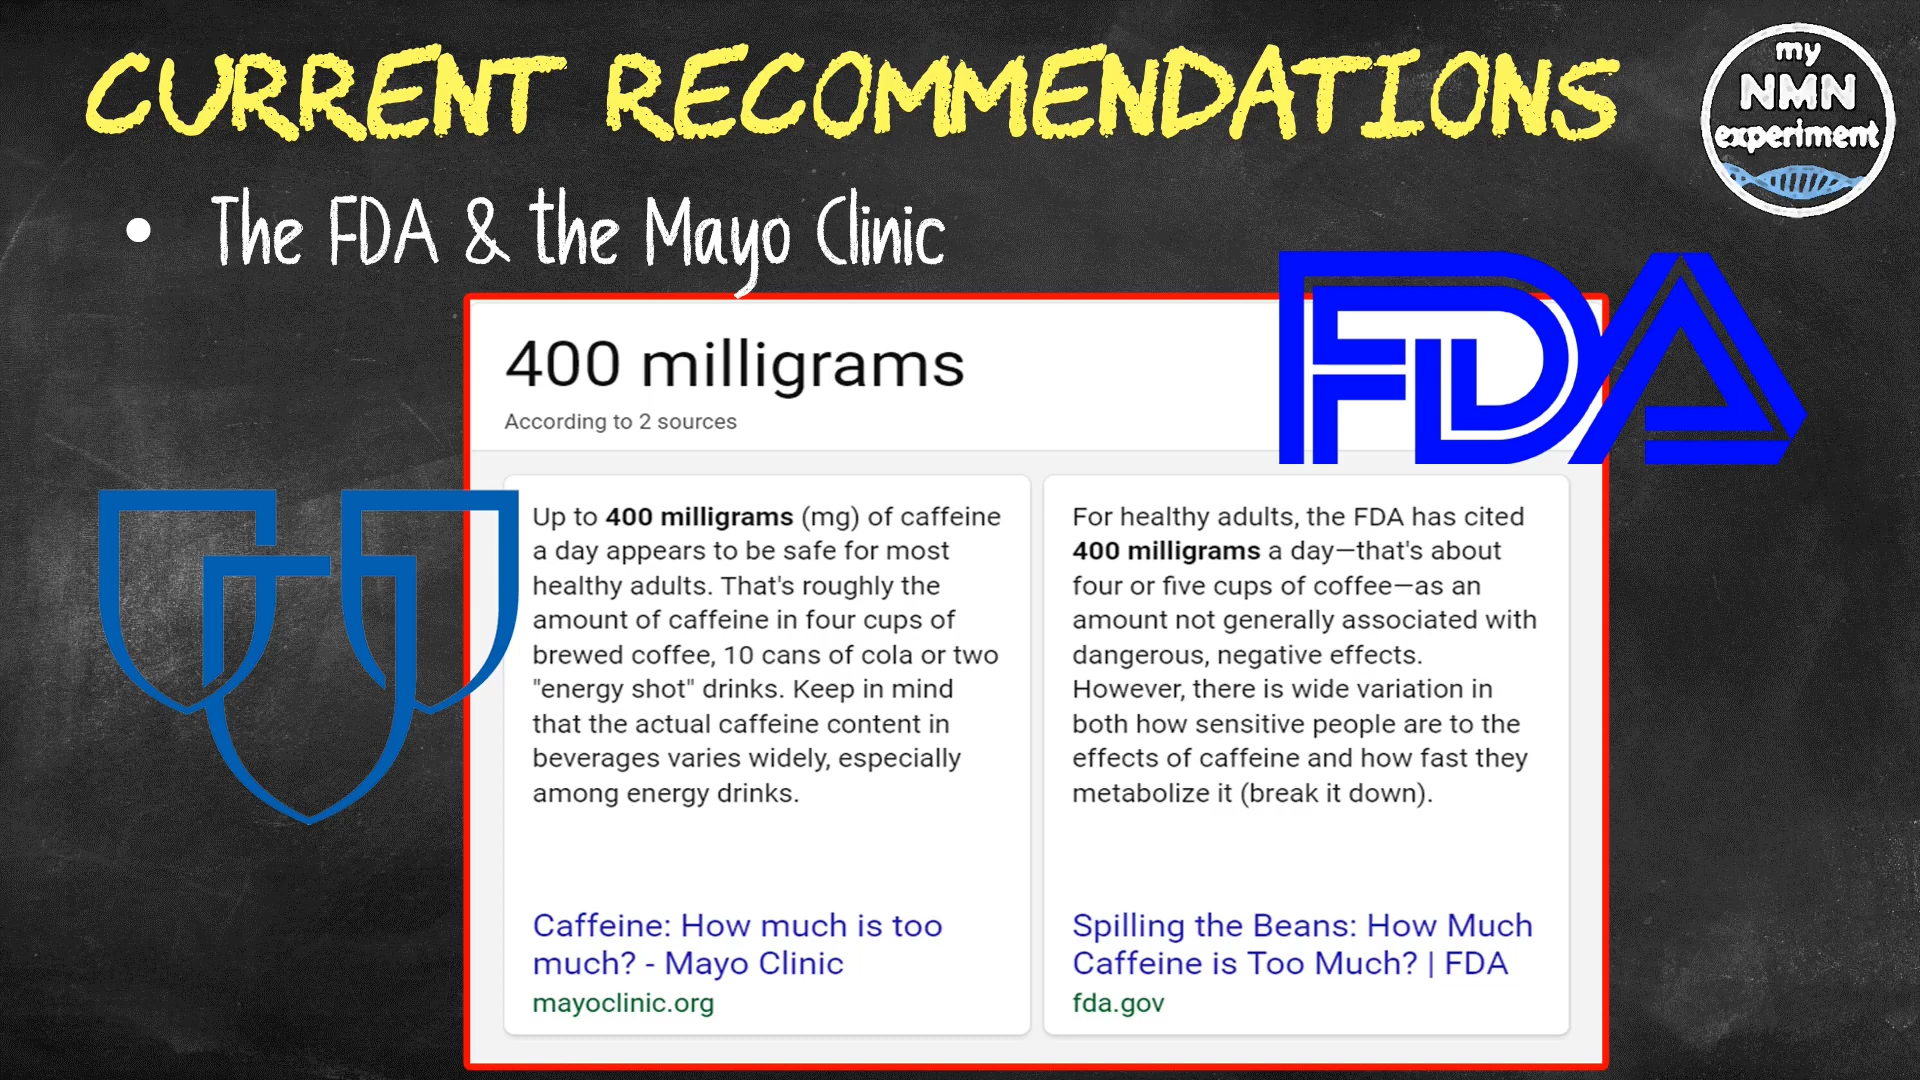 CURRENT RECOMMENDATIONS
my
NMN
experiment
• The FDA & the Mayo Clinic
FDA
400 milligrams
According to 2 sources
Up to 400 milligrams (mg) of caffeine
a day appears to be safe for most
healthy adults. That's roughly the
amount of caffeine in four cups of
brewed coffee, 10 cans of cola or two
"energy shot" drinks. Keep in mind
that the actual caffeine content in
beverages varies widely, especially
among energy drinks.
Caffeine: How much is too
much? - Mayo Clinic
mayoclinic.org
For healthy adults, the FDA has cited
400 milligrams a day—that's about
four or five cups of coffee—as an
amount not generally associated with
dangerous, negative effects.
However, there is wide variation in
both how sensitive people are to the
effects of caffeine and how fast they
metabolize it (break it down).
Spilling the Beans: How Much
Caffeine is Too Much? | FDA
fda.gov